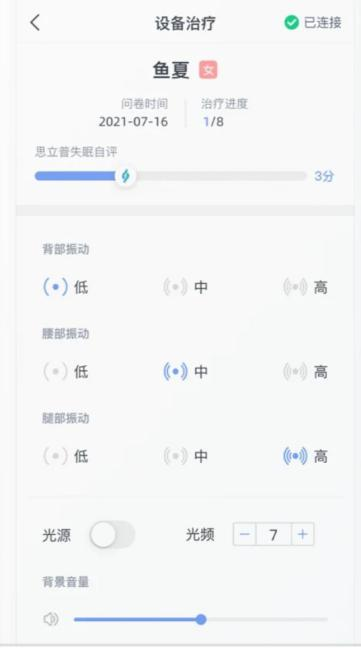 设备治疗
已连接
鱼夏 女
问卷时间 治疗进度
2021-07-16 1/8
思立普失眠自评
3分
背部振动
低 中 高
腰部振动
低 中 高
腿部振动
低 中 高
光源 光频 − 7 +
背景音量